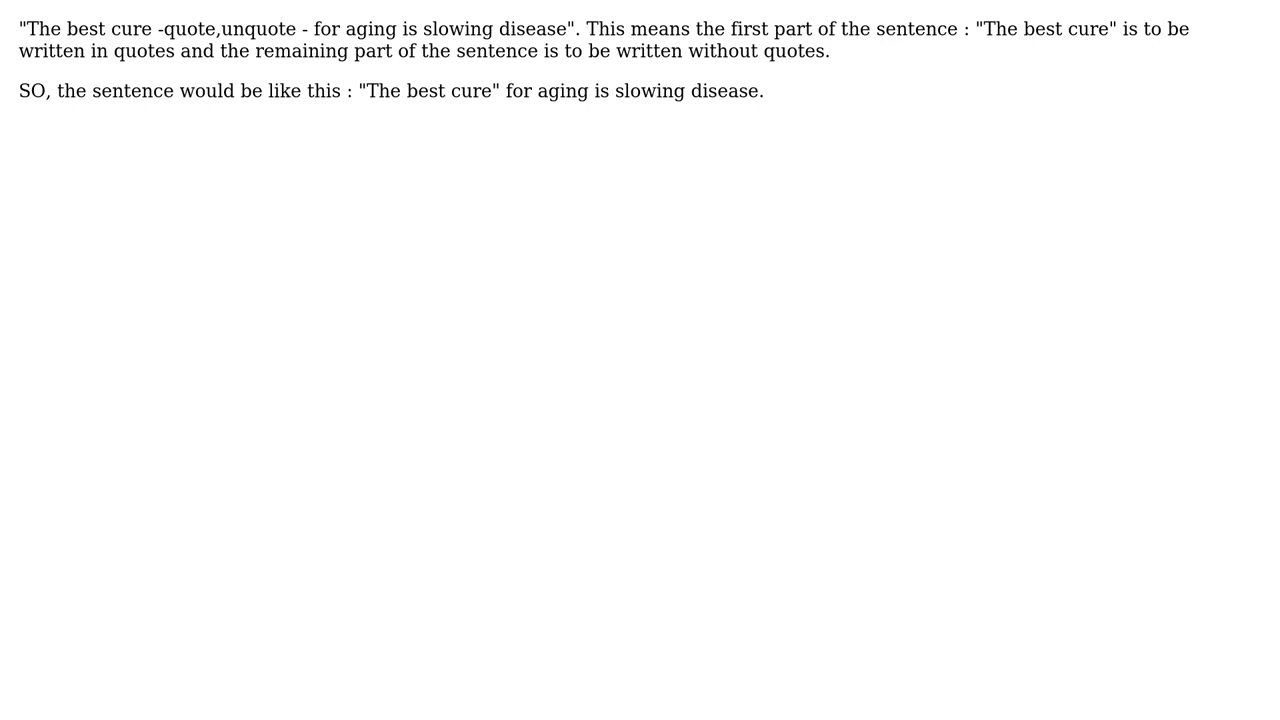 "The best cure -quote,unquote - for aging is slowing disease". This means the first part of the sentence : "The best cure" is to be
written in quotes and the remaining part of the sentence is to be written without quotes.
SO, the sentence would be like this : "The best cure" for aging is slowing disease.